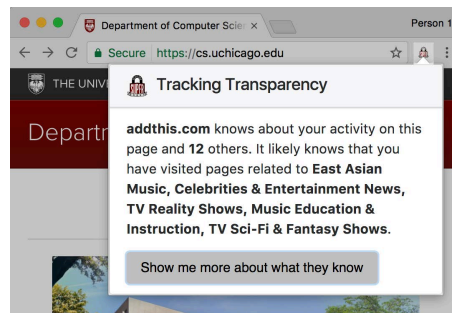 Department of Computer Scien
Person 1
Secure https://cs.uchicago.edu
THE UNIV
Tracking Transparency
Departr
addthis.com knows about your activity on this
page and 12 others. It likely knows that you
have visited pages related to East Asian
Music, Celebrities & Entertainment News,
TV Reality Shows, Music Education &
Instruction, TV Sci-Fi & Fantasy Shows.
Show me more about what they know